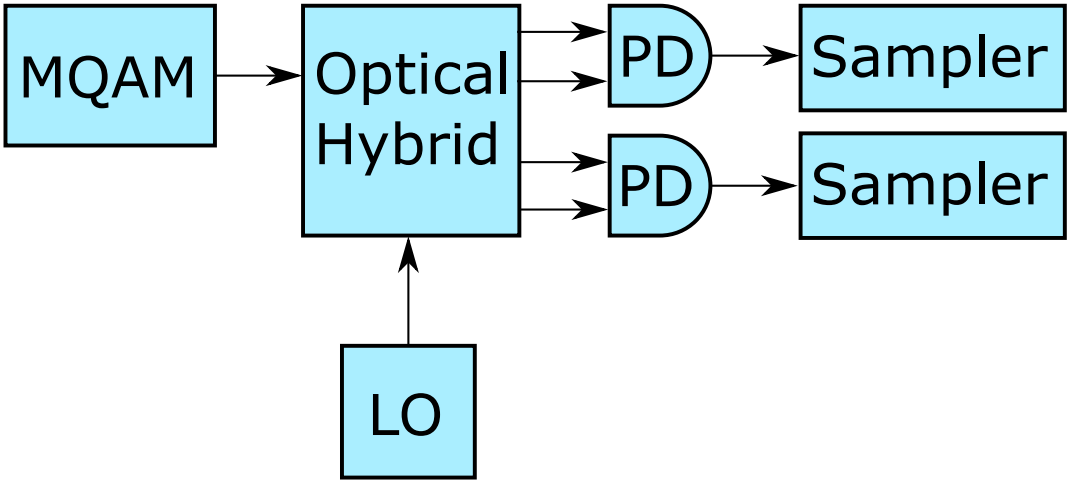 MQAM
Optical
Hybrid
PD
Sampler
PD
Sampler
LO